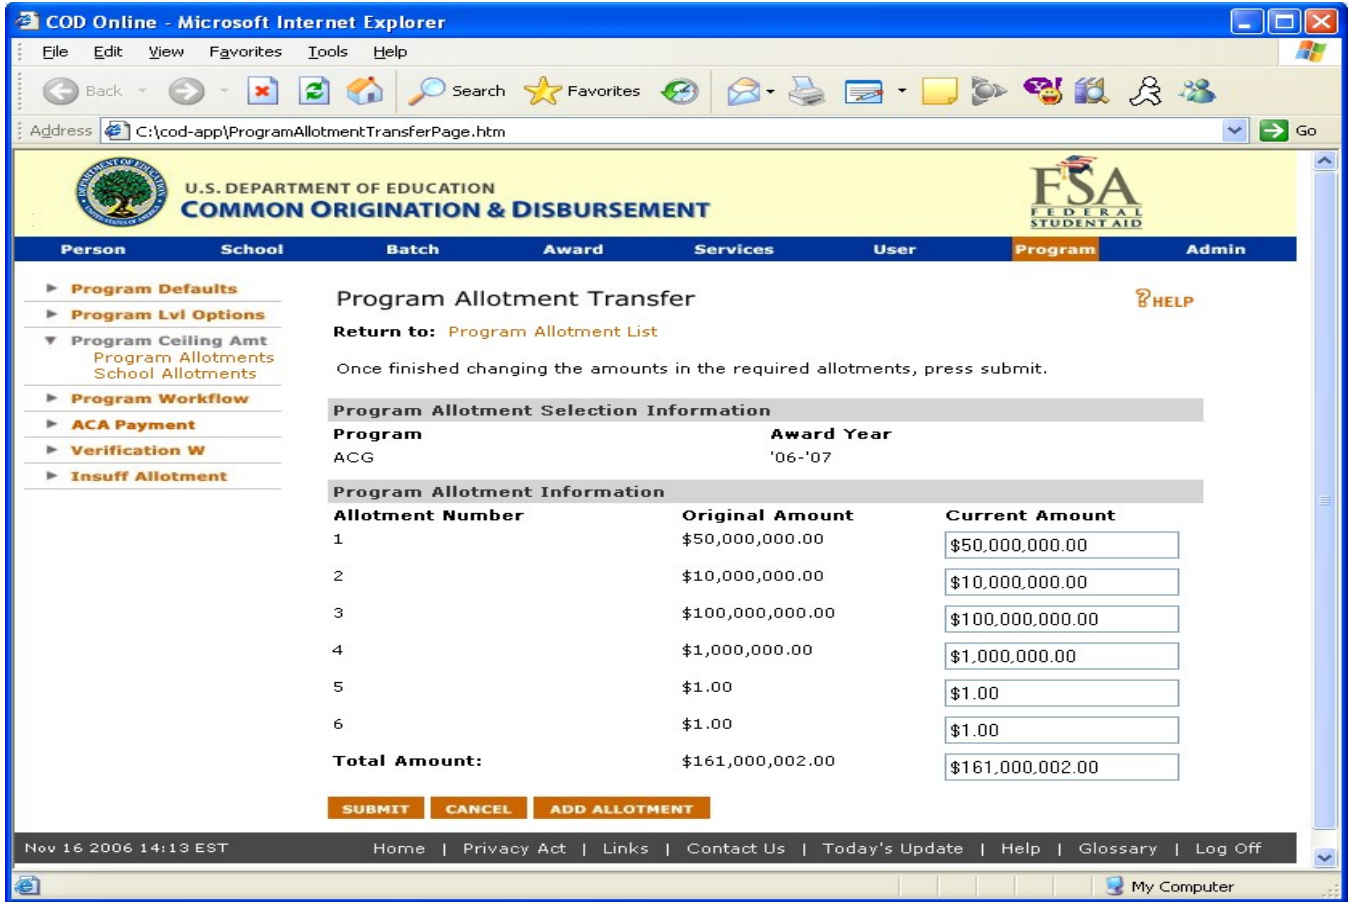 COD Online - Microsoft Internet Explorer
File Edit View Favorites Tools Help
Back Search Favorites
Address C:\cod-app\ProgramAllotmentTransferPage.htm Go
U.S. DEPARTMENT OF EDUCATION
COMMON ORIGINATION & DISBURSEMENT
FSA
FEDERAL
STUDENT AID
Person School Batch Award Services User Program Admin
Program Defaults
Program Lvl Options
Program Ceiling Amt
Program Allotments
School Allotments
Program Workflow
ACA Payment
Verification W
Insuff Allotment
Program Allotment Transfer
HELP
Return to: Program Allotment List
Once finished changing the amounts in the required allotments, press submit.
Program Allotment Selection Information
Program Award Year
ACG '06-'07
Program Allotment Information
Allotment Number Original Amount Current Amount
1 $50,000,000.00 $50,000,000.00
2 $10,000,000.00 $10,000,000.00
3 $100,000,000.00 $100,000,000.00
4 $1,000,000.00 $1,000,000.00
5 $1.00 $1.00
6 $1.00 $1.00
Total Amount: $161,000,002.00 $161,000,002.00
SUBMIT CANCEL ADD ALLOTMENT
Nov 16 2006 14:13 EST Home | Privacy Act | Links | Contact Us | Today's Update | Help | Glossary | Log Off
My Computer